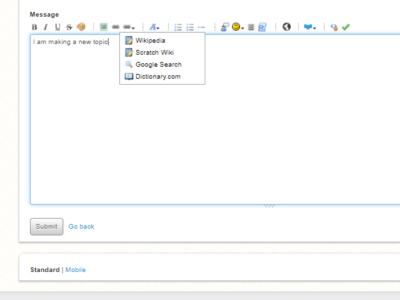 Message
B I U S
Wikipedia
Scratch Wiki
Google Search
Dictionary.com
I am making a new topic
Submit Go back
Standard | Mobile